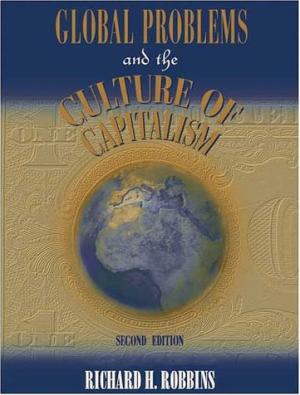 GLOBAL PROBLEMS
and the
CULTURE OF
CAPITALISM
SECOND EDITION
RICHARD H. ROBBINS